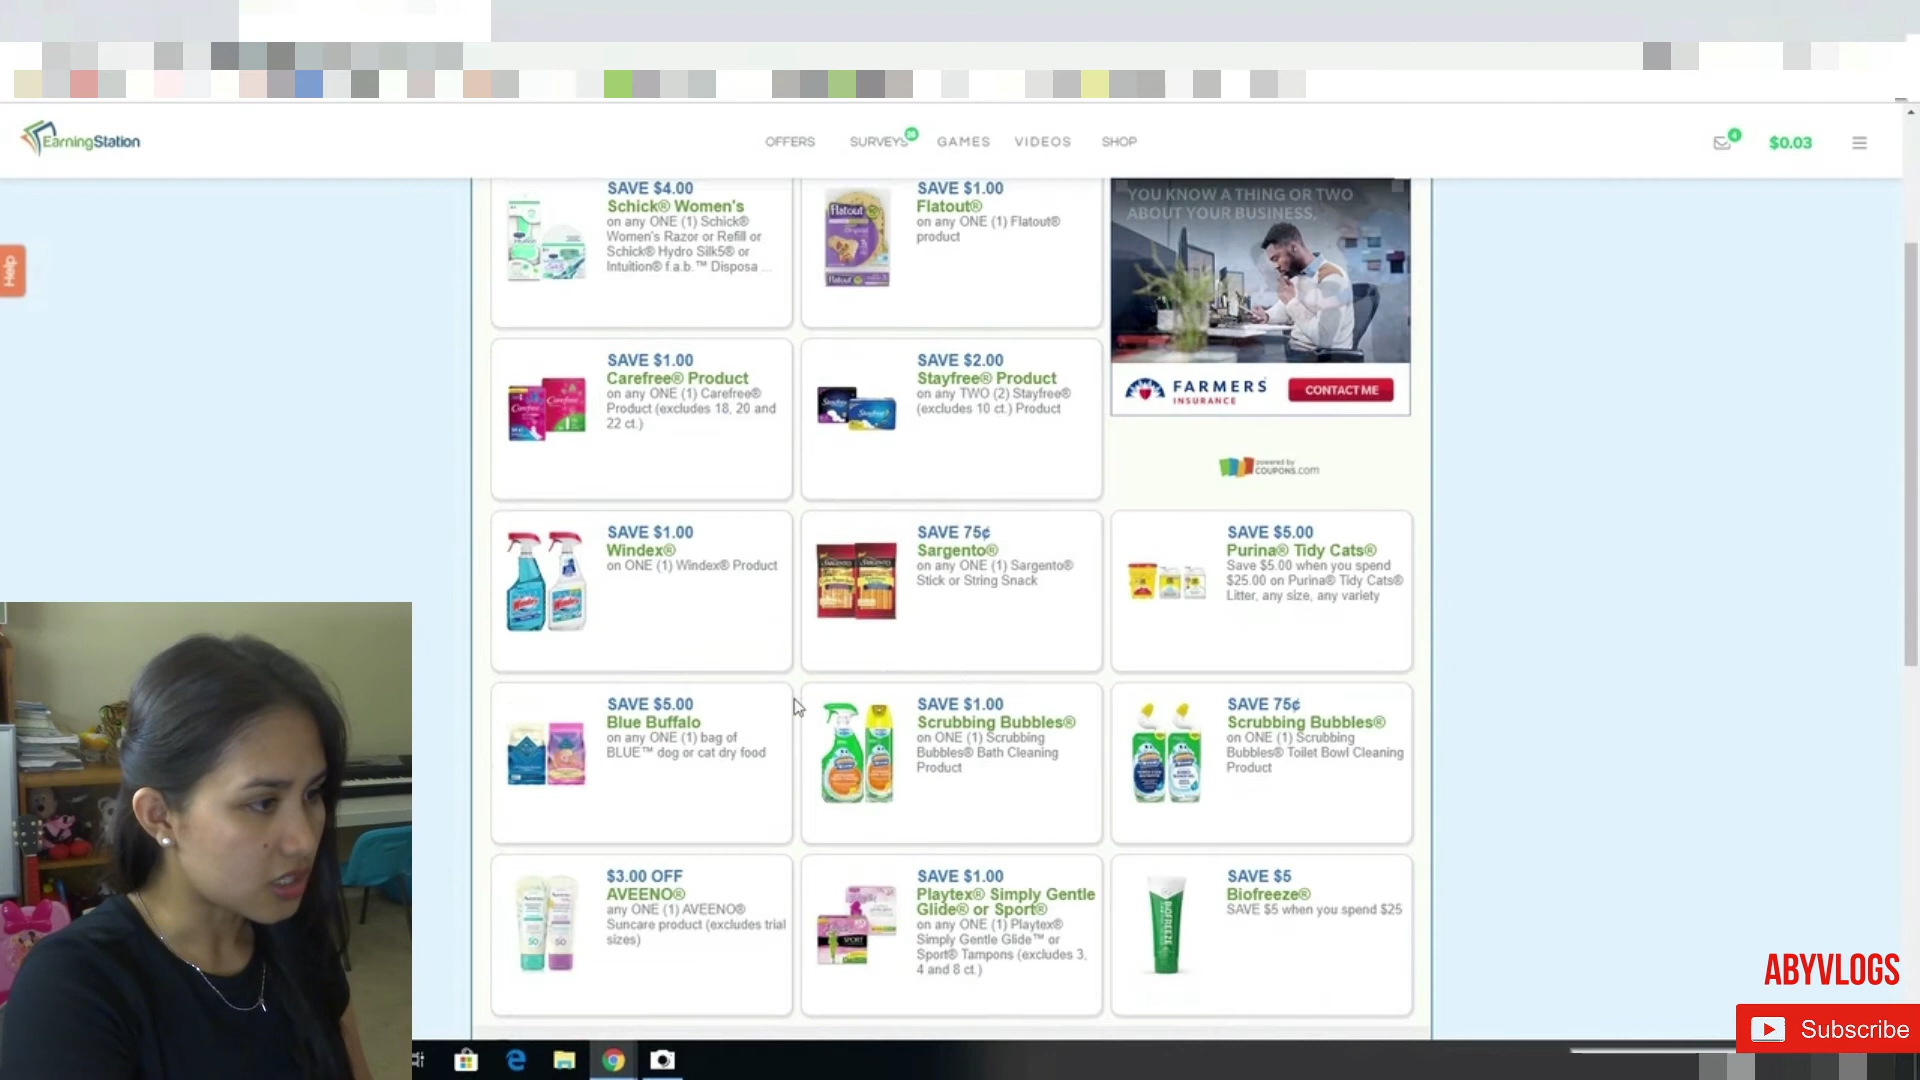 EarningStation
OFFERS
SURVEYS
GAMES
VIDEOS
SHOP
4
$0.03
Help
SAVE $4.00
Schick® Women's
on any ONE (1) Schick®
Women's Razor or Refill or
Schick® Hydro Silk5® or
Intuition® f.a.b.™ Disposa ...
SAVE $1.00
Flatout®
on any ONE (1) Flatout®
product
YOU KNOW A THING OR TWO
ABOUT YOUR BUSINESS,
FARMERS
INSURANCE
CONTACT ME
SAVE $1.00
Carefree® Product
on any ONE (1) Carefree®
Product (excludes 18, 20 and
22 ct.)
SAVE $2.00
Stayfree® Product
on any TWO (2) Stayfree®
(excludes 10 ct.) Product
powered by
COUPONS.com
SAVE $1.00
Windex®
on ONE (1) Windex® Product
SAVE 75¢
Sargento®
on any ONE (1) Sargento®
Stick or String Snack
SAVE $5.00
Purina® Tidy Cats®
Save $5.00 when you spend
$25.00 on Purina® Tidy Cats®
Litter, any size, any variety
SAVE $5.00
Blue Buffalo
on any ONE (1) bag of
BLUE™ dog or cat dry food
SAVE $1.00
Scrubbing Bubbles®
on ONE (1) Scrubbing
Bubbles® Bath Cleaning
Product
SAVE 75¢
Scrubbing Bubbles®
on ONE (1) Scrubbing
Bubbles® Toilet Bowl Cleaning
Product
$3.00 OFF
AVEENO®
any ONE (1) AVEENO®
Suncare product (excludes trial
sizes)
SAVE $1.00
Playtex® Simply Gentle
Glide® or Sport®
on any ONE (1) Playtex®
Simply Gentle Glide™ or
Sport® Tampons (excludes 3,
4 and 8 ct.)
SAVE $5
Biofreeze®
SAVE $5 when you spend $25
ABYVLOGS
Subscribe